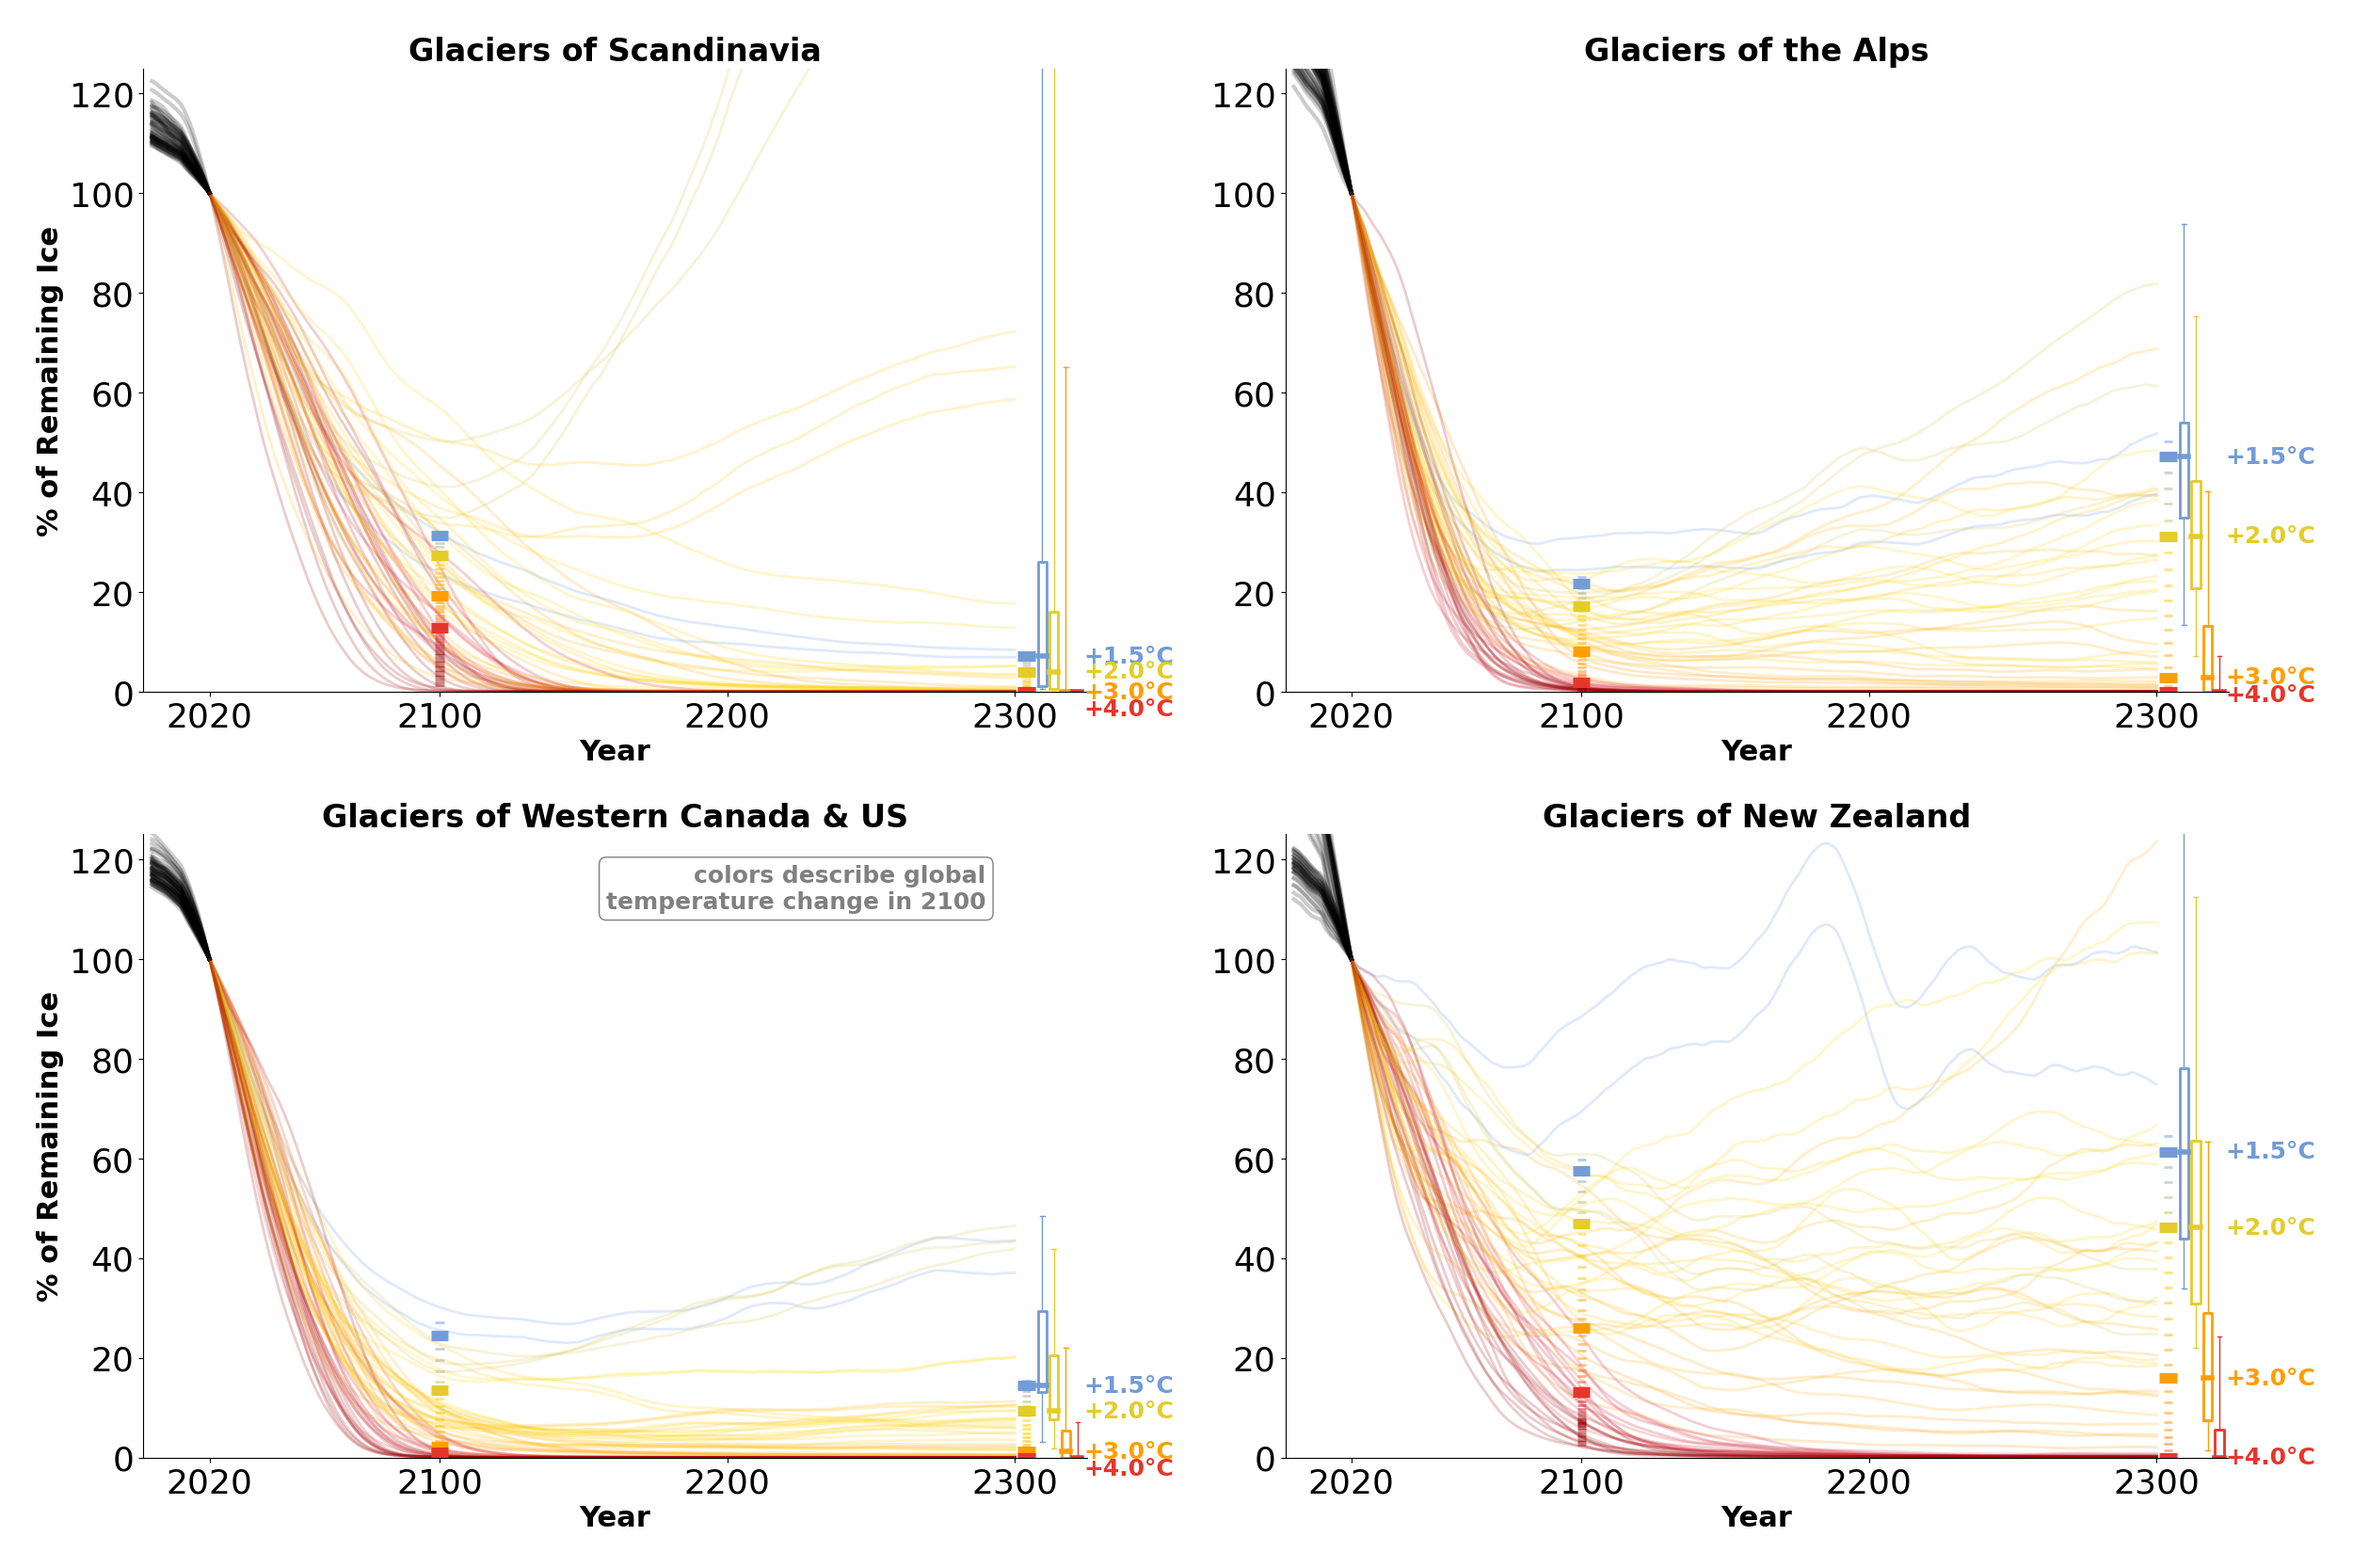 Glaciers of Scandinavia
% of Remaining Ice
120
100
80
60
40
20
0
2020
2100
2200
2300
Year
+1.5°C
+2.0°C
+3.0°C
+4.0°C
Glaciers of the Alps
120
100
80
60
40
20
0
2020
2100
2200
2300
Year
+1.5°C
+2.0°C
+3.0°C
+4.0°C
Glaciers of Western Canada & US
colors describe global
temperature change in 2100
% of Remaining Ice
120
100
80
60
40
20
0
2020
2100
2200
2300
Year
+1.5°C
+2.0°C
+3.0°C
+4.0°C
Glaciers of New Zealand
120
100
80
60
40
20
0
2020
2100
2200
2300
Year
+1.5°C
+2.0°C
+3.0°C
+4.0°C